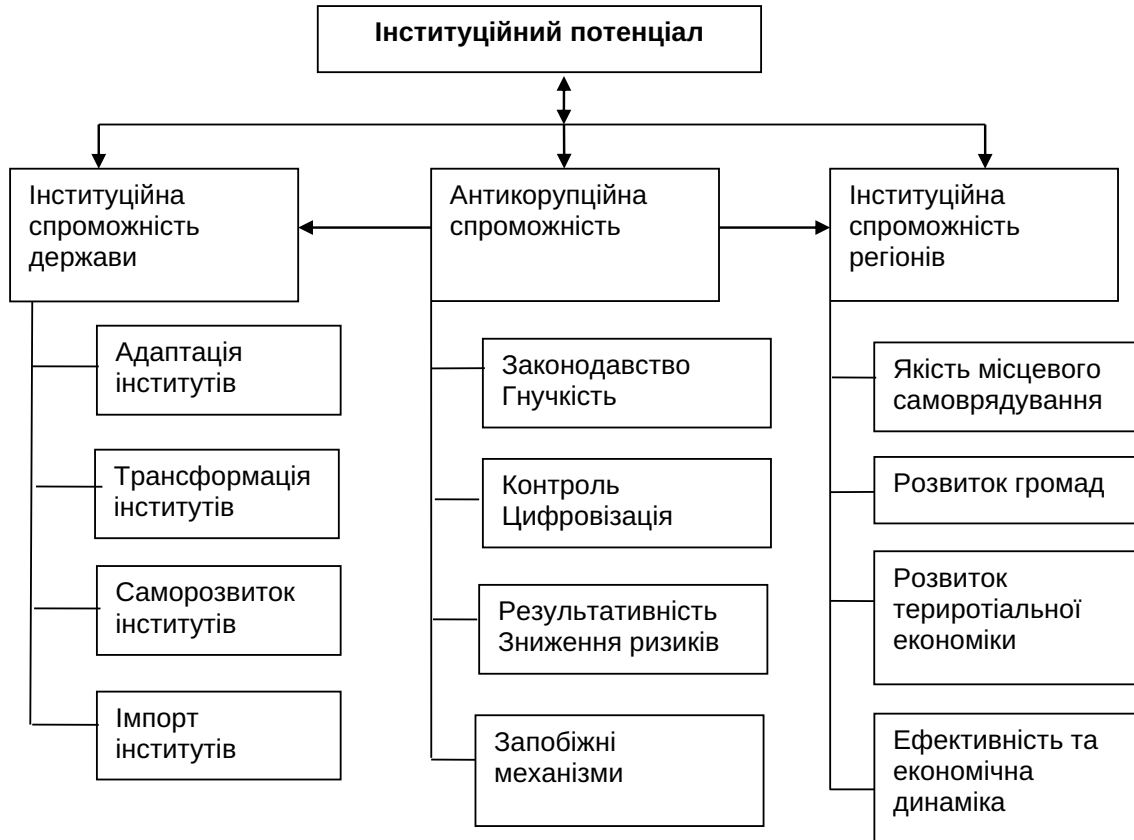 Інституційний потенціал
Інституційна
спроможність
держави
Адаптація
інститутів
Трансформація
інститутів
Саморозвиток
інститутів
Імпорт
інститутів
Антикорупційна
спроможність
Законодавство
Гнучкість
Контроль
Цифровізація
Результативність
Зниження ризиків
Запобіжні
механізми
Інституційна
спроможність
регіонів
Якість місцевого
самоврядування
Розвиток громад
Розвиток
териротіальної
економіки
Ефективність та
економічна
динаміка